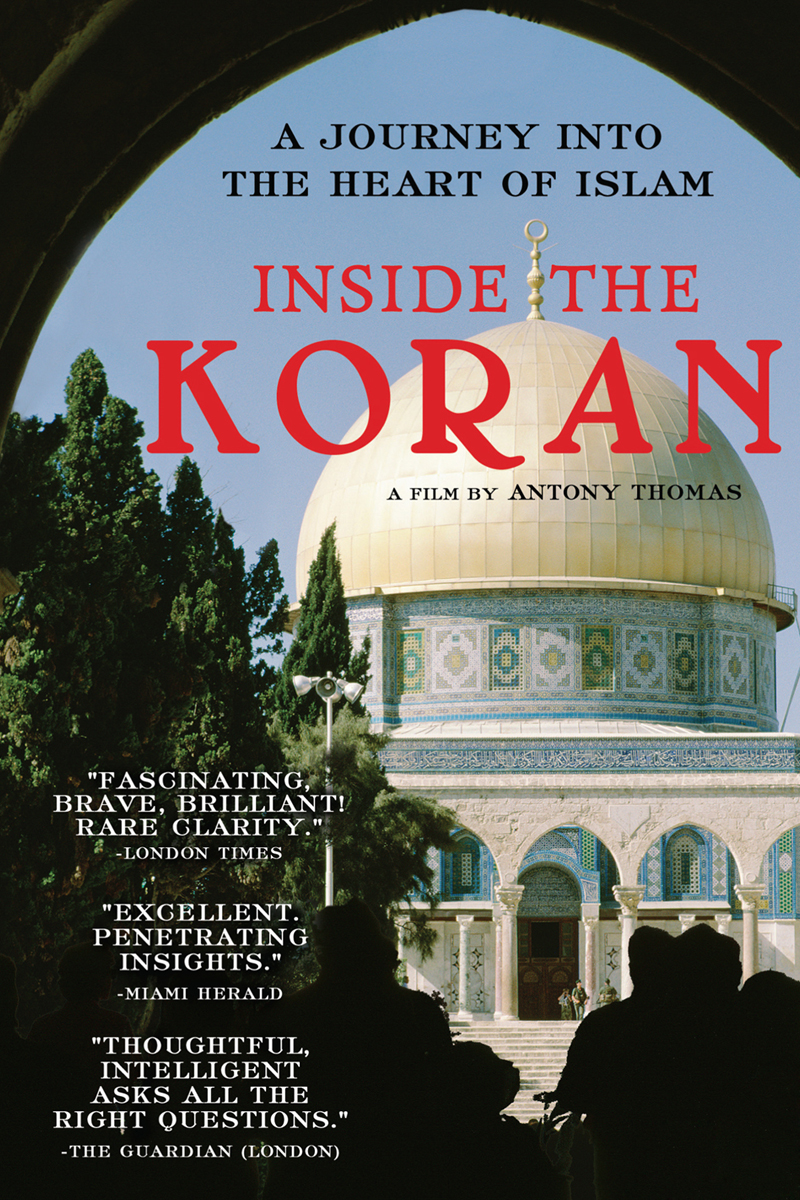 A JOURNEY INTO
THE HEART OF ISLAM
INSIDE THE
KORAN
A FILM BY ANTONY THOMAS
"FASCINATING,
BRAVE, BRILLIANT!
RARE CLARITY."
-LONDON TIMES
"EXCELLENT.
PENETRATING
INSIGHTS."
-MIAMI HERALD
"THOUGHTFUL,
INTELLIGENT
ASKS ALL THE
RIGHT QUESTIONS."
-THE GUARDIAN (LONDON)